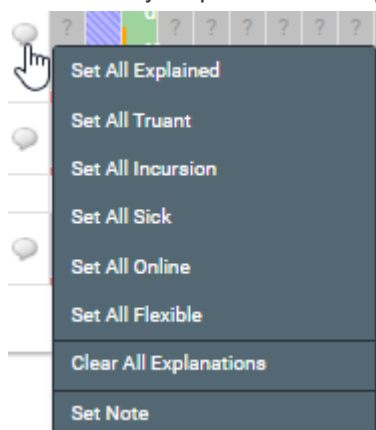 ? u ? ? ? ? ?
Set All Explained
Set All Truant
Set All Incursion
Set All Sick
Set All Online
Set All Flexible
Clear All Explanations
Set Note